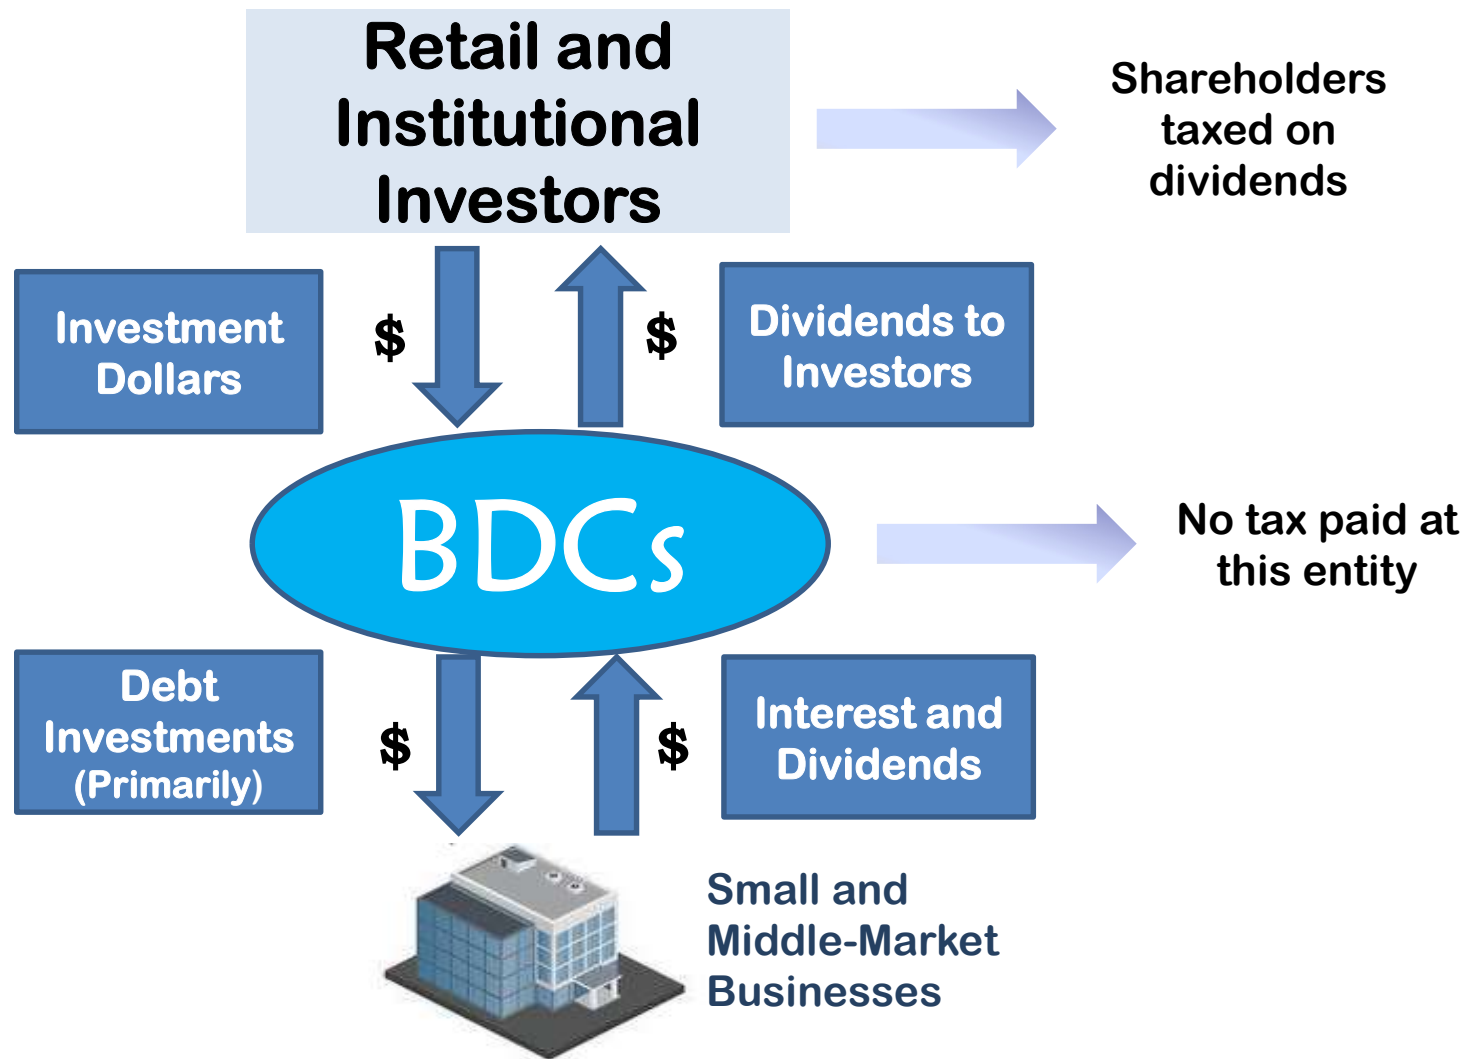 Retail and
Institutional
Investors
Shareholders
taxed on
dividends
Investment
Dollars
$
$
Dividends to
Investors
BDCs
No tax paid at
this entity
Debt
Investments
(Primarily)
$
$
Interest and
Dividends
Small and
Middle-Market
Businesses